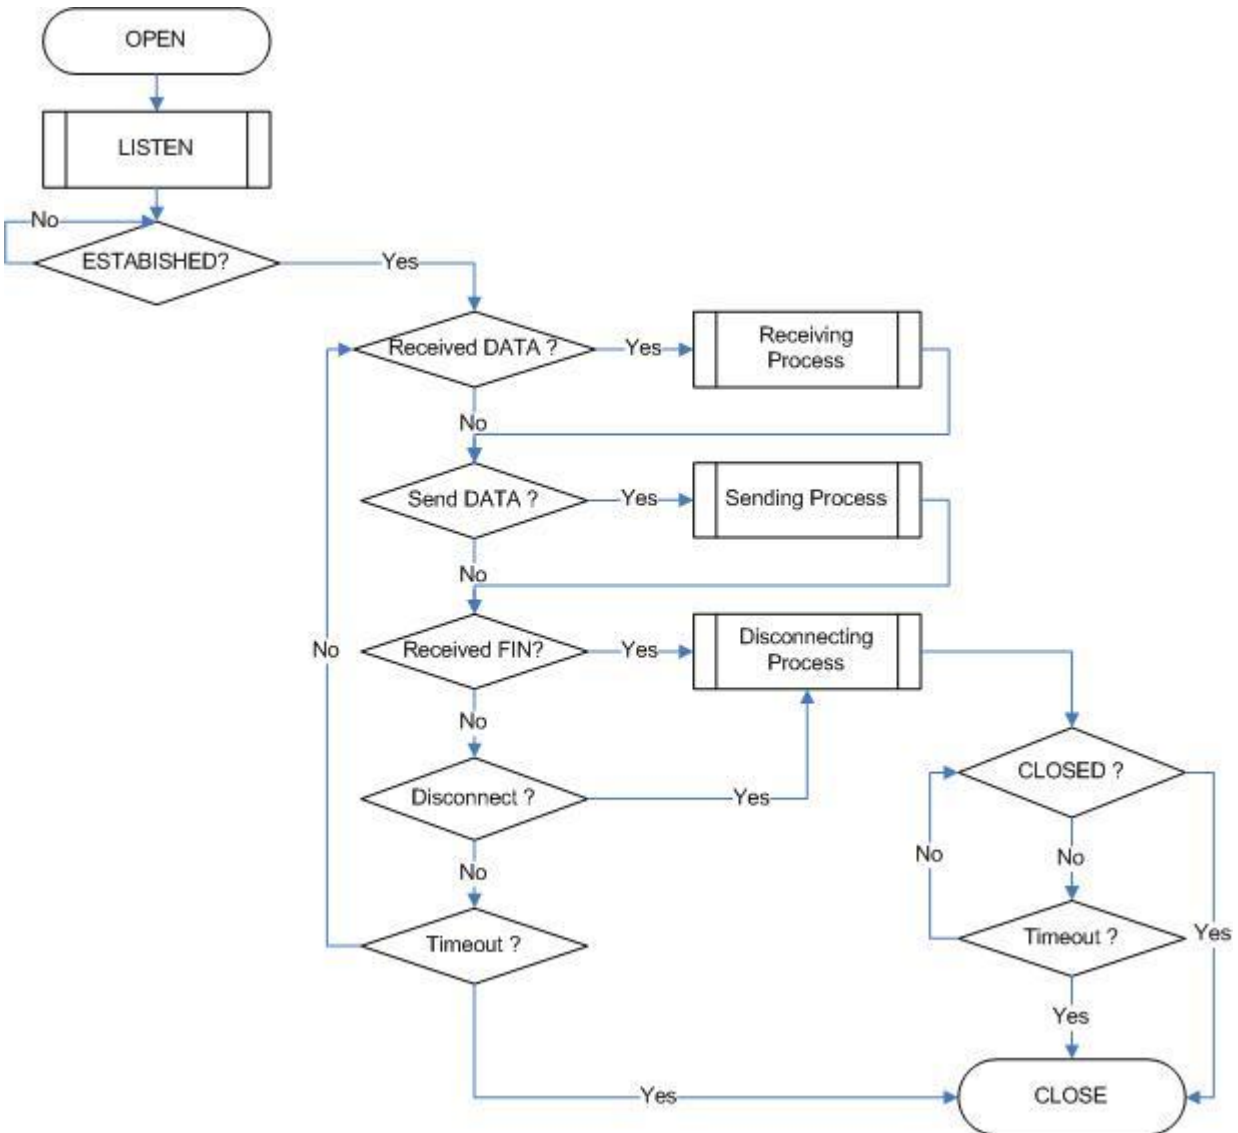 OPEN
LISTEN
No
ESTABISHED?
Yes
Received DATA ?
Yes
Receiving
Process
No
Send DATA ?
Yes
Sending Process
No
Received FIN?
Yes
Disconnecting
Process
No
No
Disconnect ?
Yes
CLOSED ?
No
No
No
Timeout ?
Timeout ?
Yes
Yes
Yes
CLOSE